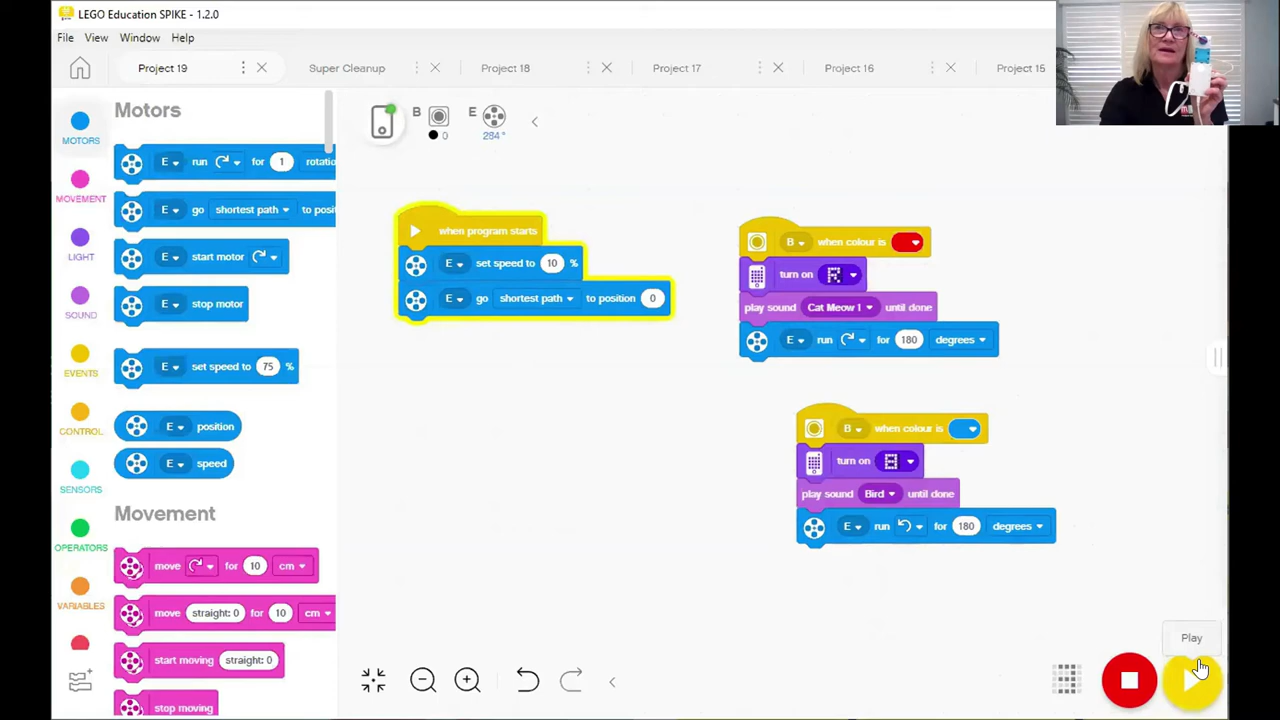 LEGO Education SPIKE - 1.2.0
File View Window Help
Project 19 Super Cleanup Project 18 Project 17 Project 16 Project 15
MOTORS
MOVEMENT
LIGHT
SOUND
EVENTS
CONTROL
SENSORS
OPERATORS
VARIABLES
Motors
E run for 1 rotatio
E go shortest path to posi
E start motor
E stop motor
E set speed to 75 %
E position
E speed
Movement
move for 10 cm
move straight: 0 for 10 cm
start moving straight: 0
stop moving
B 0
E 284°
when program starts
E set speed to 10 %
E go shortest path to position 0
B when colour is
turn on
play sound Cat Meow 1 until done
E run for 180 degrees
B when colour is
turn on
play sound Bird until done
E run for 180 degrees
Play